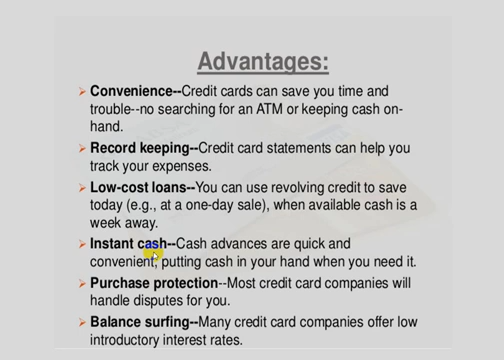 Advantages:
Convenience--Credit cards can save you time and
trouble--no searching for an ATM or keeping cash on-
hand.
Record keeping--Credit card statements can help you
track your expenses.
Low-cost loans--You can use revolving credit to save
today (e.g., at a one-day sale), when available cash is a
week away.
Instant cash--Cash advances are quick and
convenient, putting cash in your hand when you need it.
Purchase protection--Most credit card companies will
handle disputes for you.
Balance surfing--Many credit card companies offer low
introductory interest rates.